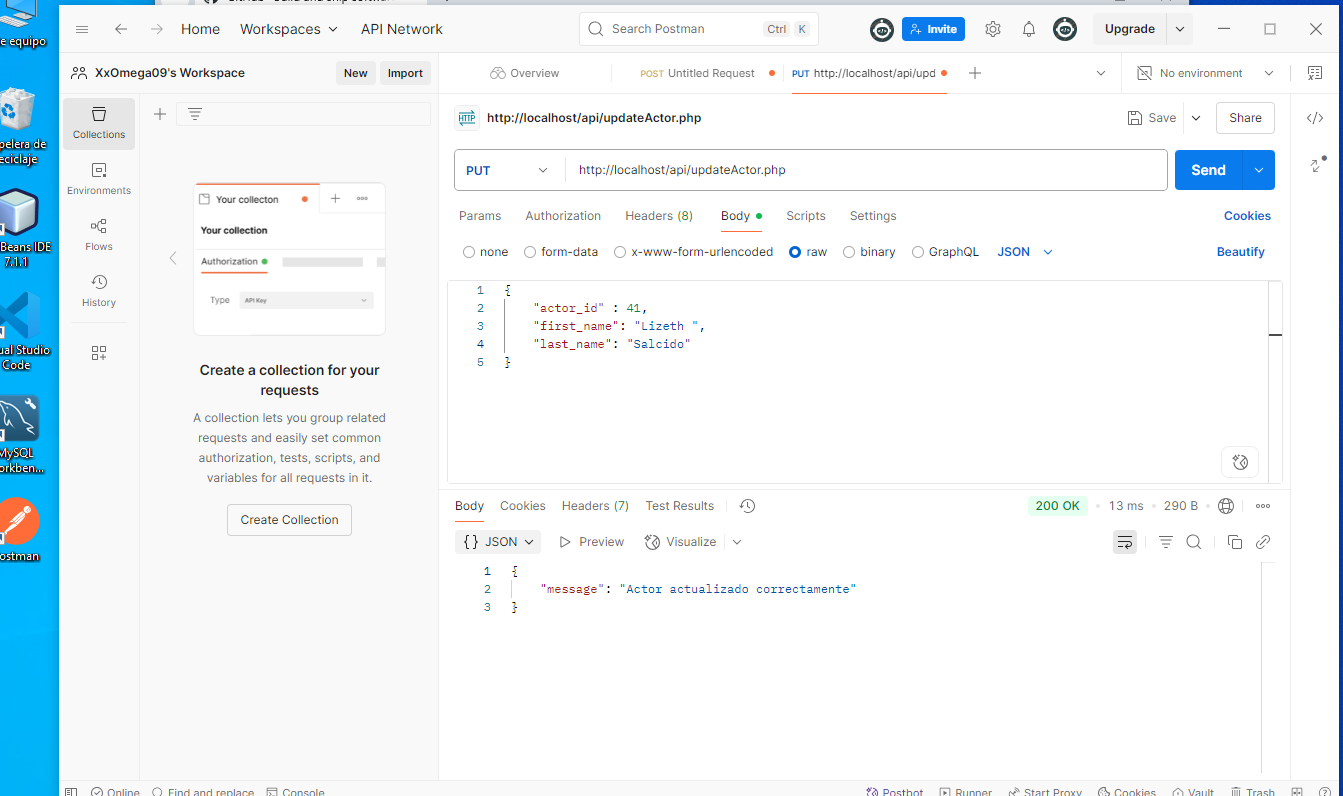 e equipo
pelera de
eciclaje
Beans IDE
7.1.1
ual Studio
Code
MySQL
orkben...
ostman
Home
Workspaces
API Network
Search Postman
Ctrl K
Invite
Upgrade
XxOmega09's Workspace
New
Import
Overview
POST Untitled Request
PUT http://localhost/api/upd
No environment
Collections
Environments
Flows
History
Your collecton
Your collection
Authorization
Type
API Key
Create a collection for your
requests
A collection lets you group related
requests and easily set common
authorization, tests, scripts, and
variables for all requests in it.
Create Collection
HTTP http://localhost/api/updateActor.php
Save
Share
PUT
http://localhost/api/updateActor.php
Send
Params Authorization Headers (8) Body Scripts Settings
Cookies
none form-data x-www-form-urlencoded raw binary GraphQL JSON
Beautify
1 {
2 "actor_id" : 41,
3 "first_name": "Lizeth ",
4 "last_name": "Salcido"
5 }
Body Cookies Headers (7) Test Results
200 OK • 13 ms • 290 B
{} JSON Preview Visualize
1 {
2 "message": "Actor actualizado correctamente"
3 }
Online Find and replace Console
Postbot Runner Start Proxy Cookies Vault Trash